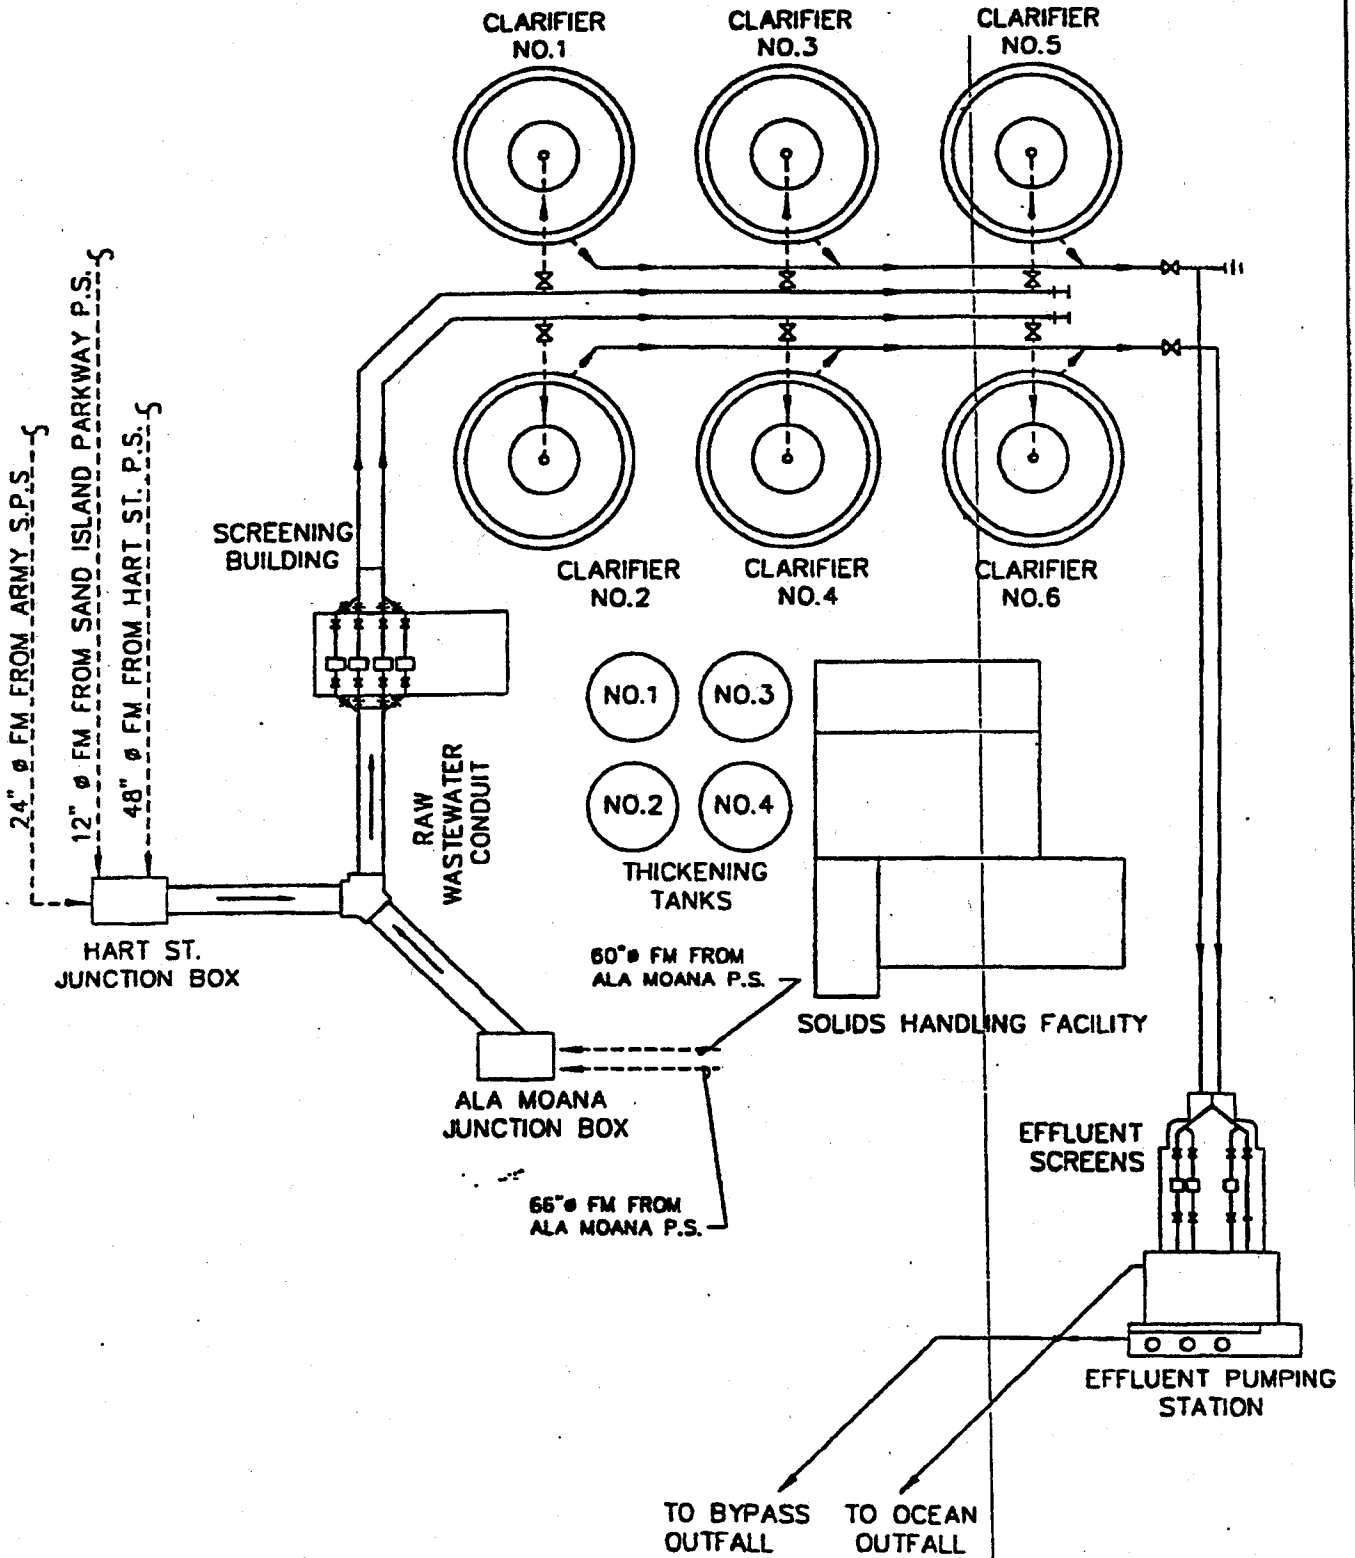 CLARIFIER
NO.1
CLARIFIER
NO.3
CLARIFIER
NO.5
24" ø FM FROM ARMY S.P.S
12" ø FM FROM SAND ISLAND PARKWAY P.S.
48" ø FM FROM HART ST. P.S.
SCREENING
BUILDING
CLARIFIER
NO.2
CLARIFIER
NO.4
CLARIFIER
NO.6
NO.1
NO.3
NO.2
NO.4
THICKENING
TANKS
RAW
WASTEWATER
CONDUIT
HART ST.
JUNCTION BOX
60"ø FM FROM
ALA MOANA P.S.
SOLIDS HANDLING FACILITY
ALA MOANA
JUNCTION BOX
66"ø FM FROM
ALA MOANA P.S.
EFFLUENT
SCREENS
EFFLUENT PUMPING
STATION
TO BYPASS
OUTFALL
TO OCEAN
OUTFALL